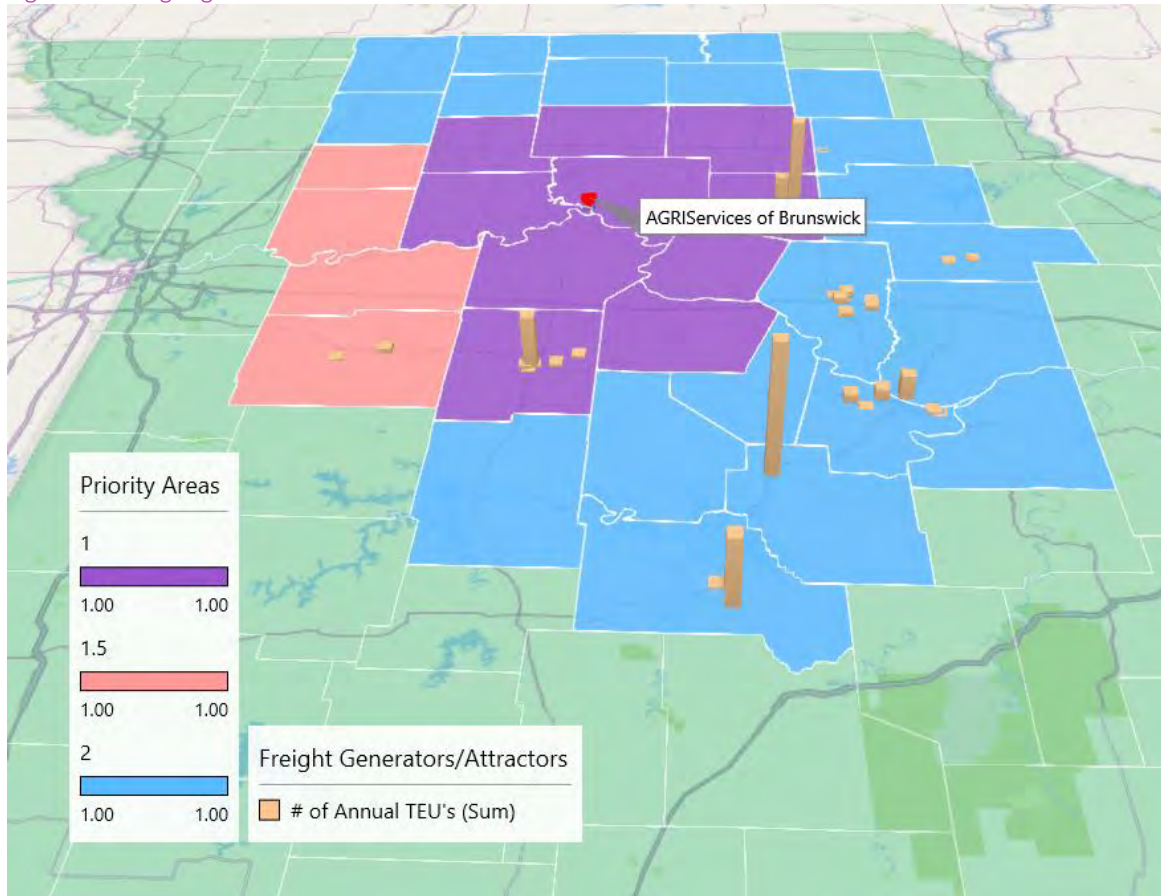 AGRIServices of Brunswick
Priority Areas
1
1.00 1.00
1.5
1.00 1.00
2
1.00 1.00
Freight Generators/Attractors
# of Annual TEU's (Sum)